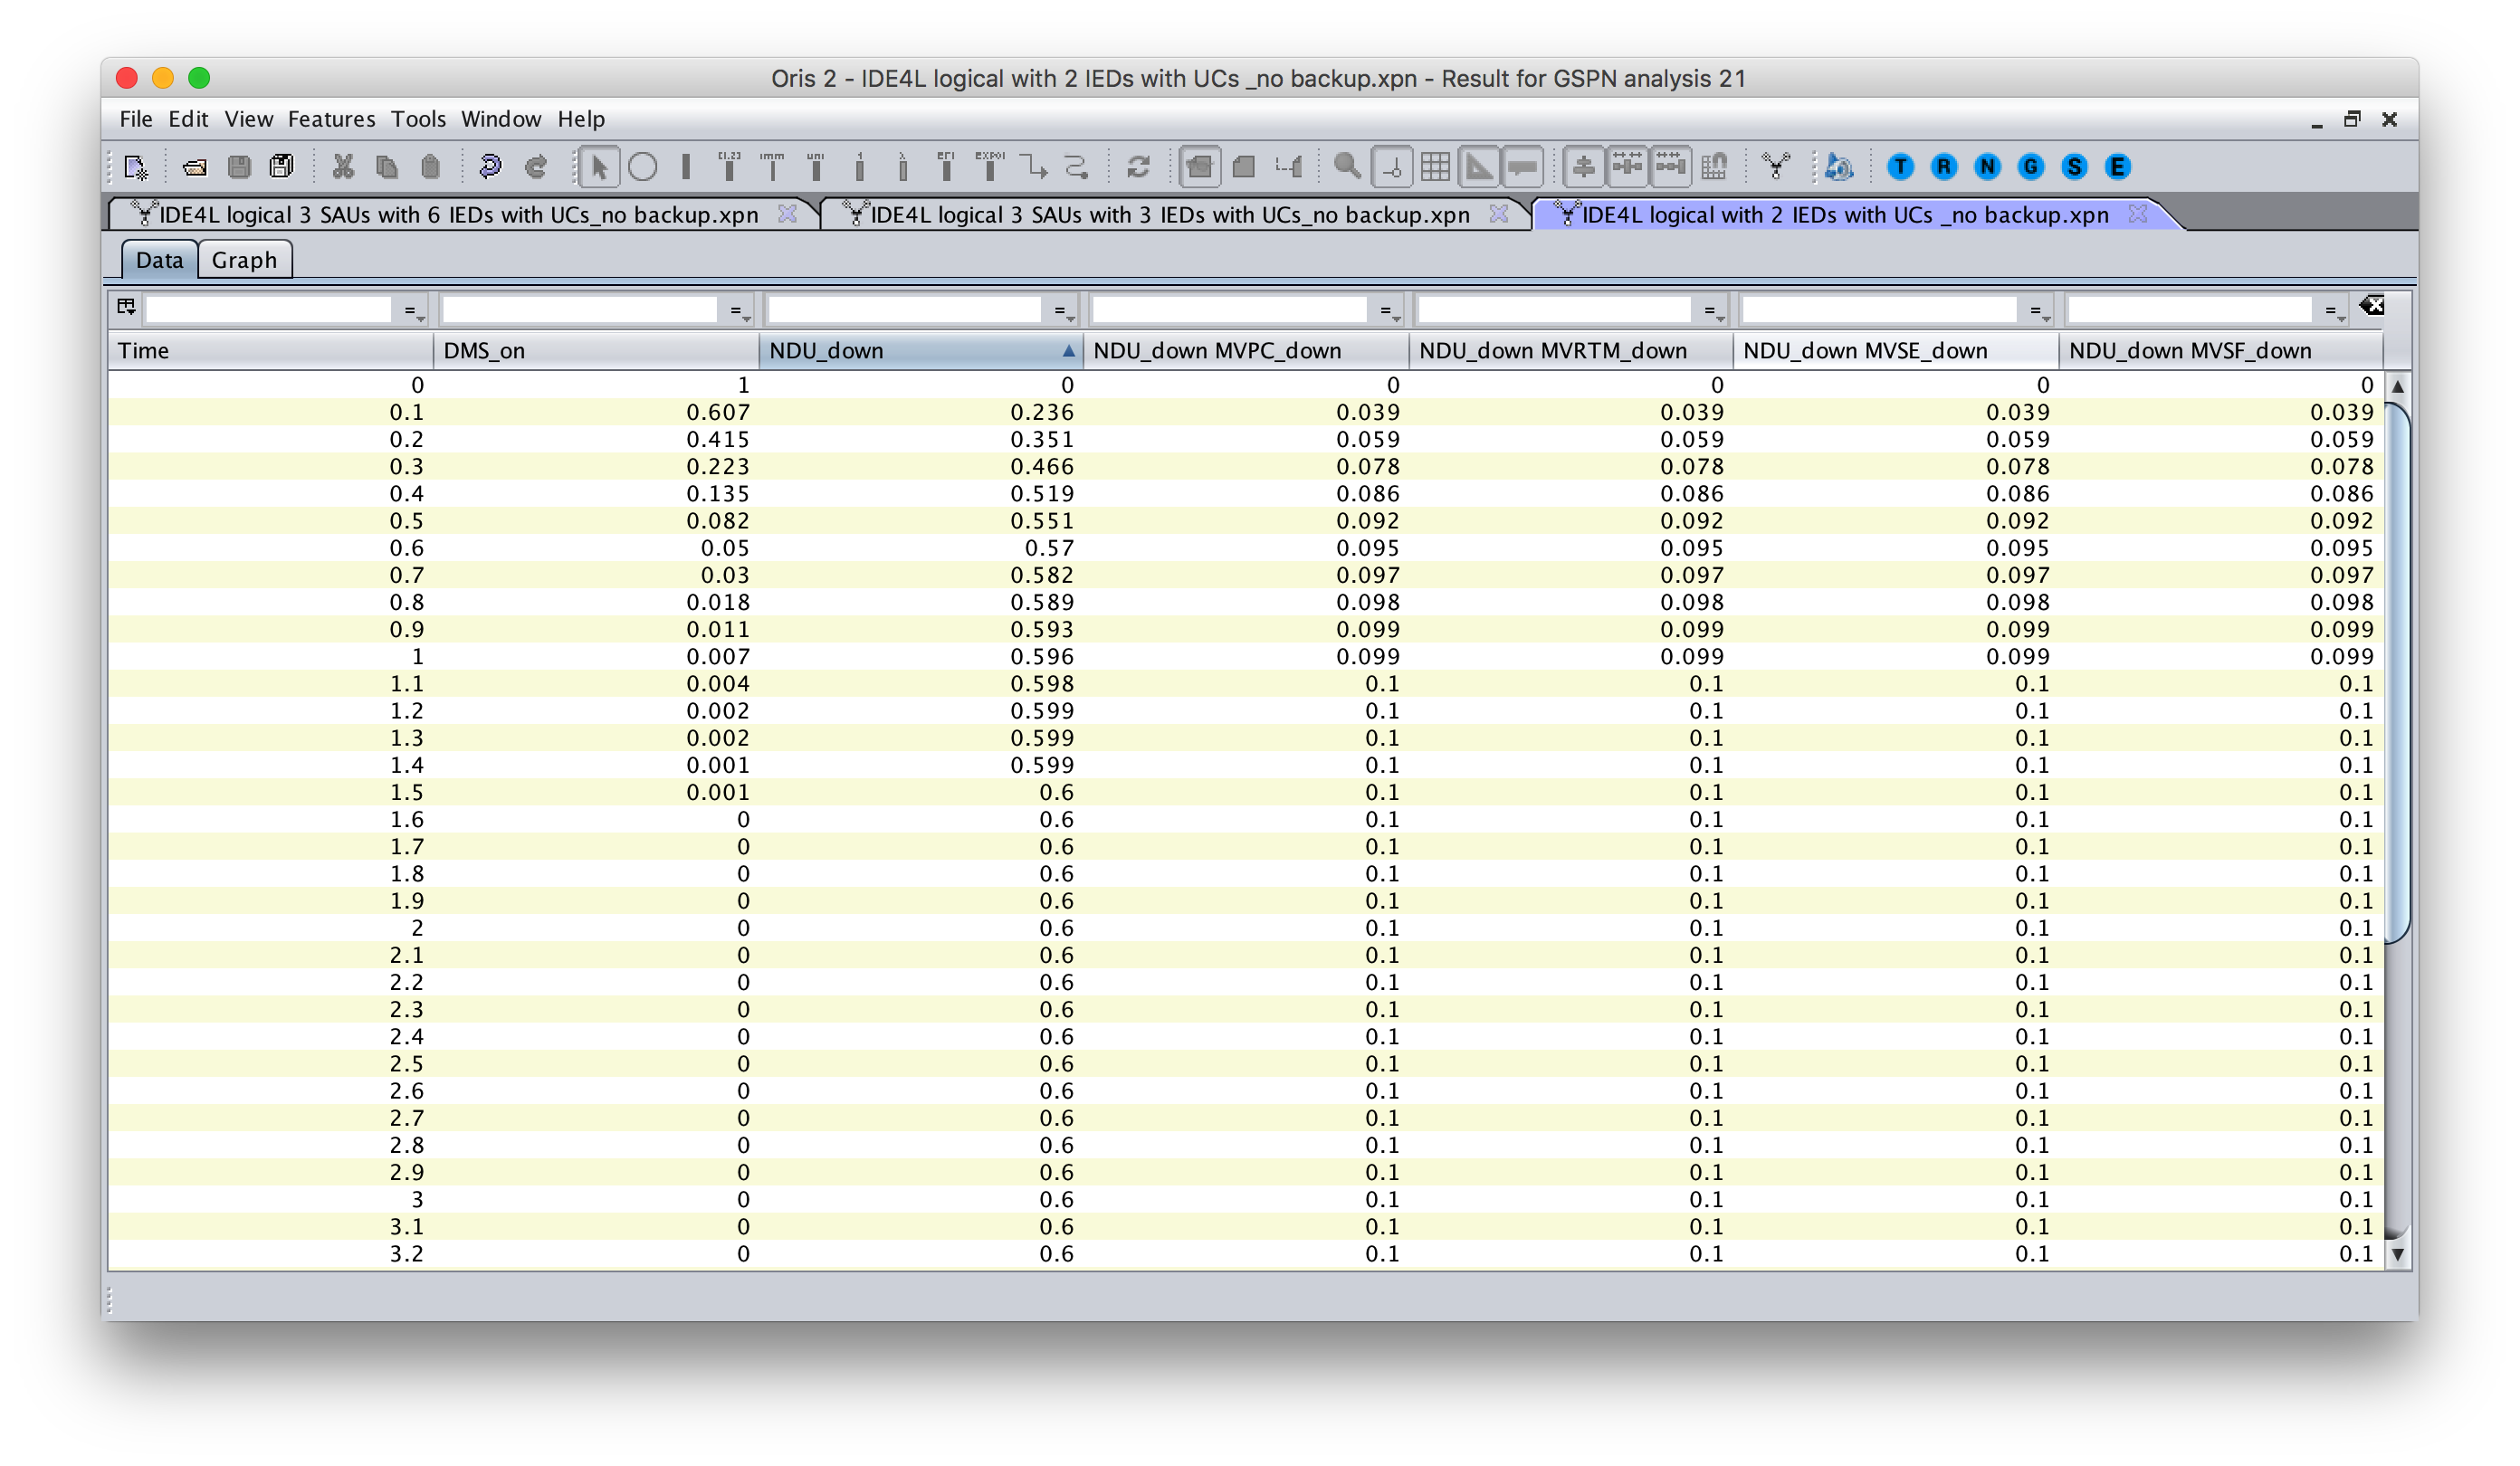 Oris 2 - IDE4L logical with 2 IEDs with UCs _no backup.xpn - Result for GSPN analysis 21
File Edit View Features Tools Window Help
[1,2] imm uni 1 λ EXPO! T R N G S E
IDE4L logical 3 SAUs with 6 IEDs with UCs_no backup.xpn IDE4L logical 3 SAUs with 3 IEDs with UCs_no backup.xpn IDE4L logical with 2 IEDs with UCs _no backup.xpn
Data Graph
= = = = = = =
Time DMS_on NDU_down NDU_down MVPC_down NDU_down MVRTM_down NDU_down MVSE_down NDU_down MVSF_down
0 1 0 0 0 0 0
0.1 0.607 0.236 0.039 0.039 0.039 0.039
0.2 0.415 0.351 0.059 0.059 0.059 0.059
0.3 0.223 0.466 0.078 0.078 0.078 0.078
0.4 0.135 0.519 0.086 0.086 0.086 0.086
0.5 0.082 0.551 0.092 0.092 0.092 0.092
0.6 0.05 0.57 0.095 0.095 0.095 0.095
0.7 0.03 0.582 0.097 0.097 0.097 0.097
0.8 0.018 0.589 0.098 0.098 0.098 0.098
0.9 0.011 0.593 0.099 0.099 0.099 0.099
1 0.007 0.596 0.099 0.099 0.099 0.099
1.1 0.004 0.598 0.1 0.1 0.1 0.1
1.2 0.002 0.599 0.1 0.1 0.1 0.1
1.3 0.002 0.599 0.1 0.1 0.1 0.1
1.4 0.001 0.599 0.1 0.1 0.1 0.1
1.5 0.001 0.6 0.1 0.1 0.1 0.1
1.6 0 0.6 0.1 0.1 0.1 0.1
1.7 0 0.6 0.1 0.1 0.1 0.1
1.8 0 0.6 0.1 0.1 0.1 0.1
1.9 0 0.6 0.1 0.1 0.1 0.1
2 0 0.6 0.1 0.1 0.1 0.1
2.1 0 0.6 0.1 0.1 0.1 0.1
2.2 0 0.6 0.1 0.1 0.1 0.1
2.3 0 0.6 0.1 0.1 0.1 0.1
2.4 0 0.6 0.1 0.1 0.1 0.1
2.5 0 0.6 0.1 0.1 0.1 0.1
2.6 0 0.6 0.1 0.1 0.1 0.1
2.7 0 0.6 0.1 0.1 0.1 0.1
2.8 0 0.6 0.1 0.1 0.1 0.1
2.9 0 0.6 0.1 0.1 0.1 0.1
3 0 0.6 0.1 0.1 0.1 0.1
3.1 0 0.6 0.1 0.1 0.1 0.1
3.2 0 0.6 0.1 0.1 0.1 0.1